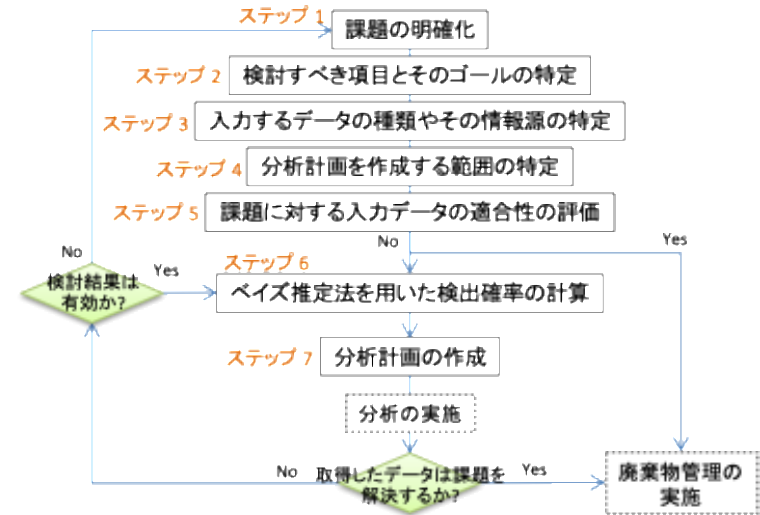 ステップ 1
課題の明確化
ステップ 2
検討すべき項目とそのゴールの特定
ステップ 3
入力するデータの種類やその情報源の特定
ステップ 4
分析計画を作成する範囲の特定
ステップ 5
課題に対する入力データの適合性の評価
No
Yes
No
検討結果は
有効か?
Yes
ステップ 6
ベイズ推定法を用いた検出確率の計算
ステップ 7
分析計画の作成
分析の実施
No
取得したデータは課題を
解決するか?
Yes
廃棄物管理の
実施